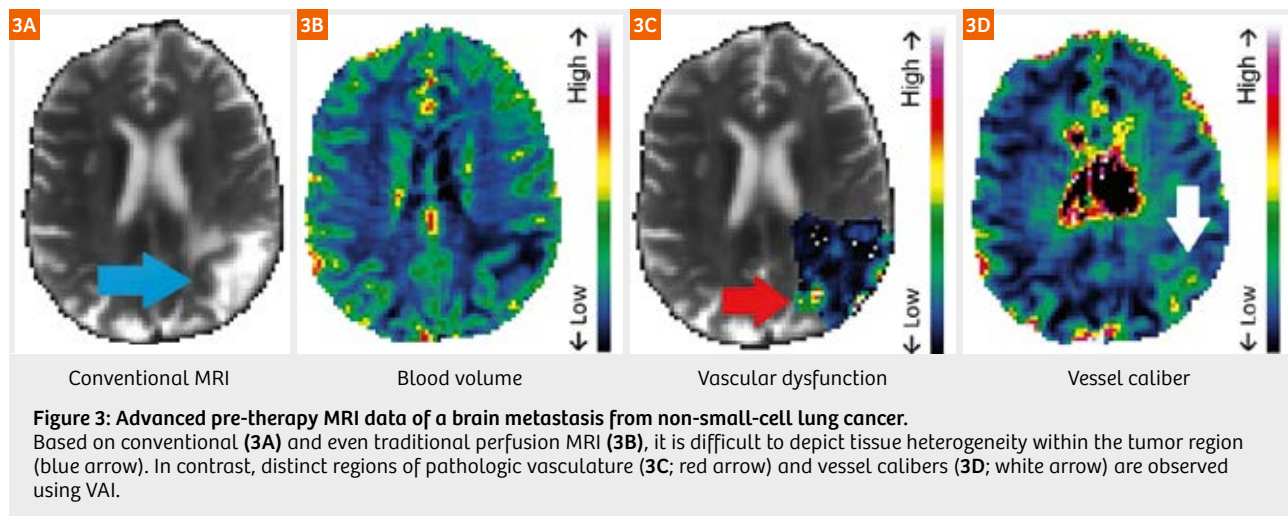 3A
3B
3C
3D
High →
← Low
High →
← Low
High →
← Low
Conventional MRI
Blood volume
Vascular dysfunction
Vessel caliber
Figure 3: Advanced pre-therapy MRI data of a brain metastasis from non-small-cell lung cancer.
Based on conventional (3A) and even traditional perfusion MRI (3B), it is difficult to depict tissue heterogeneity within the tumor region
(blue arrow). In contrast, distinct regions of pathologic vasculature (3C; red arrow) and vessel calibers (3D; white arrow) are observed
using VAI.